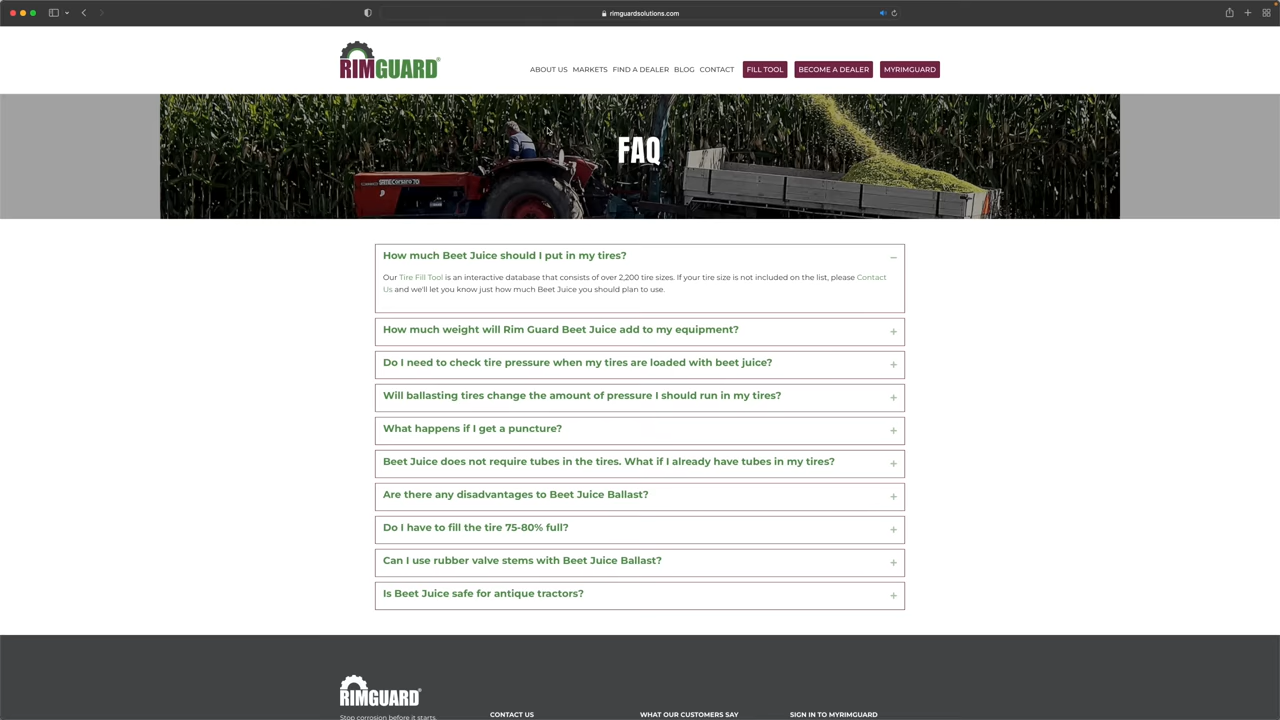 rimguardsolutions.com
RIMGUARD®
ABOUT US MARKETS FIND A DEALER BLOG CONTACT FILL TOOL BECOME A DEALER MYRIMGUARD
FAQ
How much Beet Juice should I put in my tires?
Our Tire Fill Tool is an interactive database that consists of over 2,200 tire sizes. If your tire size is not included on the list, please Contact
Us and we'll let you know just how much Beet Juice you should plan to use.
How much weight will Rim Guard Beet Juice add to my equipment?
Do I need to check tire pressure when my tires are loaded with beet juice?
Will ballasting tires change the amount of pressure I should run in my tires?
What happens if I get a puncture?
Beet Juice does not require tubes in the tires. What if I already have tubes in my tires?
Are there any disadvantages to Beet Juice Ballast?
Do I have to fill the tire 75-80% full?
Can I use rubber valve stems with Beet Juice Ballast?
Is Beet Juice safe for antique tractors?
RIMGUARD®
Stop corrosion before it starts.
CONTACT US WHAT OUR CUSTOMERS SAY SIGN IN TO MYRIMGUARD